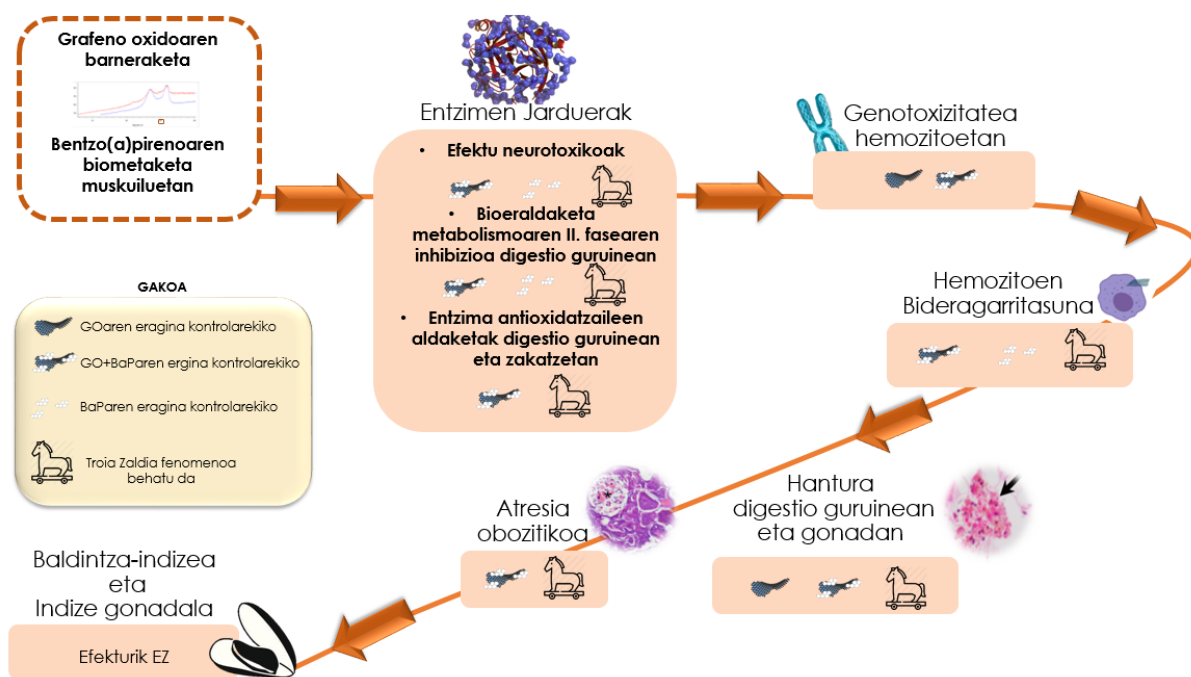 Grafeno oxidoaren
barneraketa
Bentzo(a)pirenoaren
biometaketa
muskuiluetan
Entzimen Jarduerak
• Efektu neurotoxikoak
• Bioeraldaketa
metabolismoaren II. fasearen
inhibizioa digestio guruinean
• Entzima antioxidatzaileen
aldaketak digestio guruinean
eta zakatzetan
Genotoxizitatea
hemozitoetan
Hemozitoen
Bideragarritasuna
Hantura
digestio guruinean
eta gonadan
Atresia
obozitikoa
Baldintza-indizea
eta
Indize gonadala
Efekturik EZ
GAKOA
GOaren eragina kontrolarekiko
GO+BaParen ergina kontrolarekiko
BaParen eragina kontrolarekiko
Troia Zaldia fenomenoa
behatu da